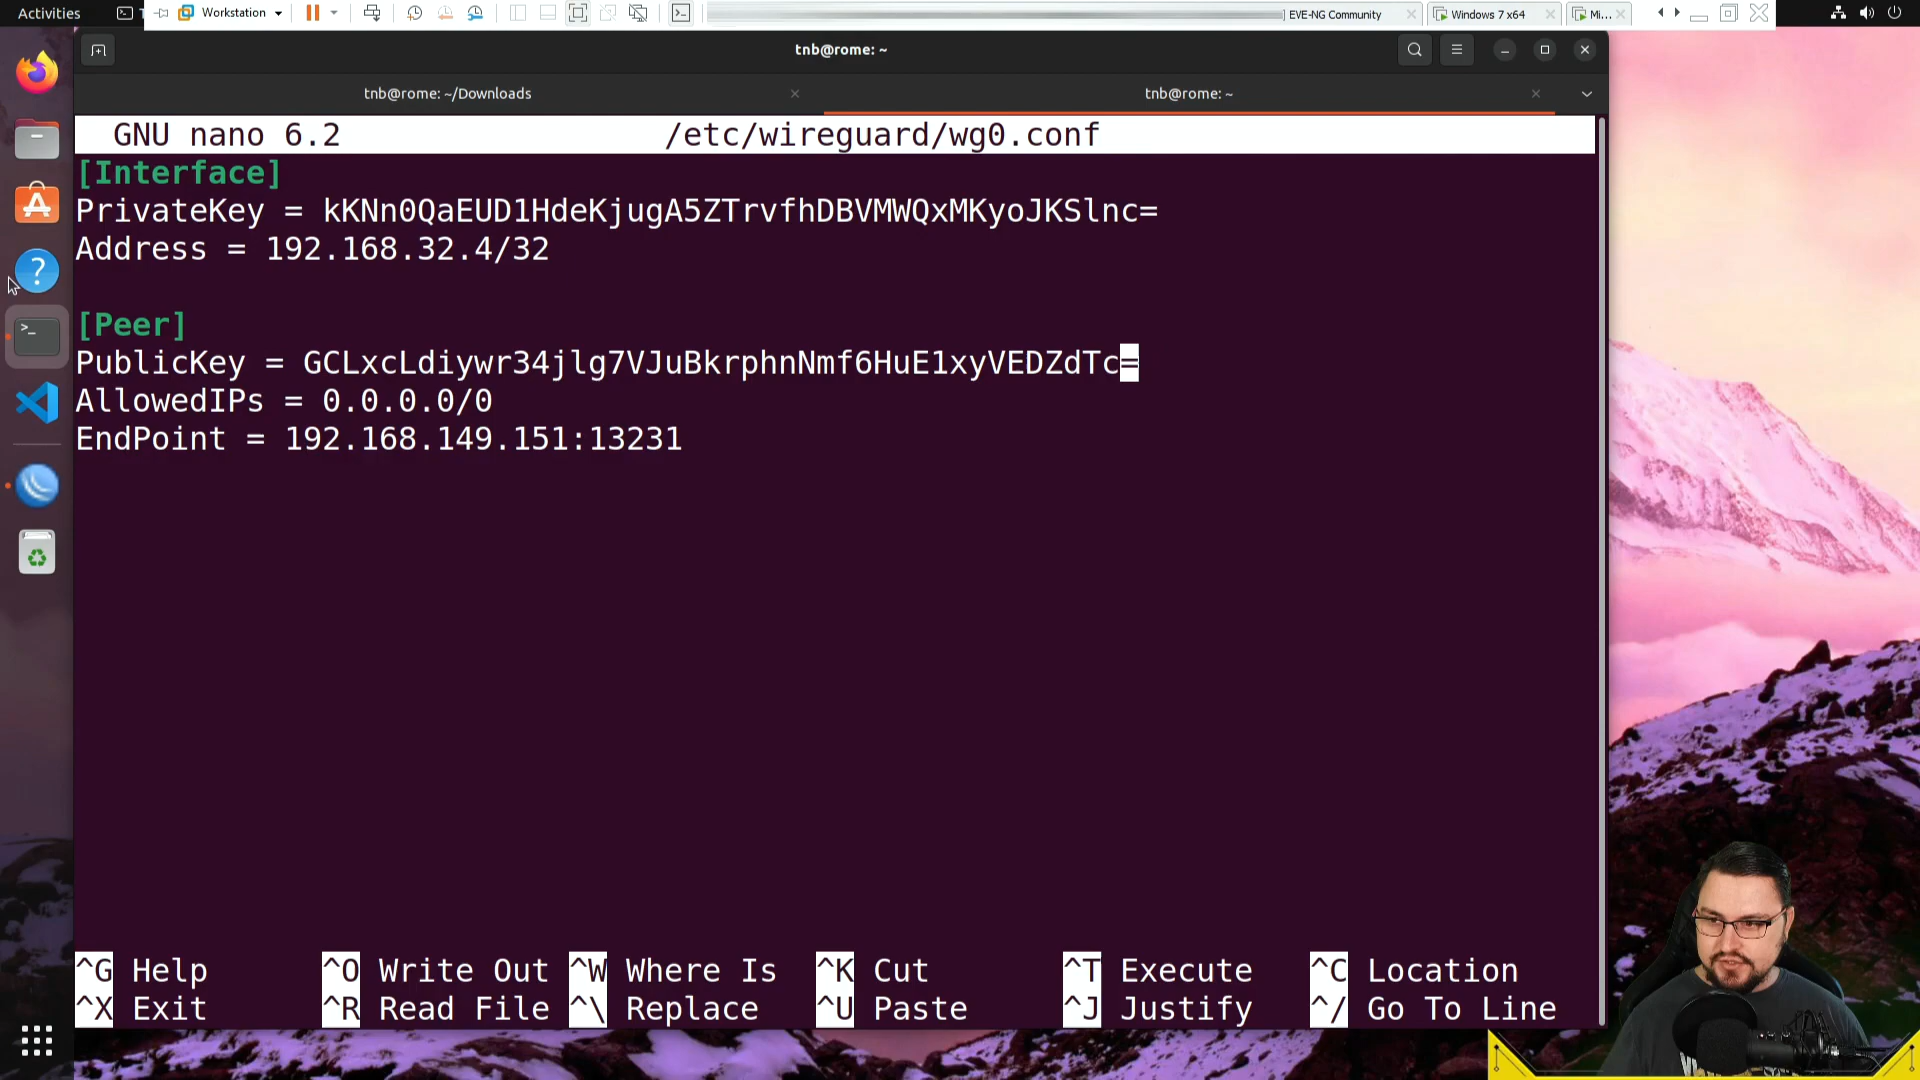 Activities
Workstation
EVE-NG Community
Windows 7 x64
Mi...
tnb@rome: ~
tnb@rome: ~/Downloads
tnb@rome: ~
GNU nano 6.2
/etc/wireguard/wg0.conf
[Interface]
PrivateKey = kKNn0QaEUD1HdeKjugA5ZTrvfhDBVMWQxMKyoJKSlnc=
Address = 192.168.32.4/32
[Peer]
PublicKey = GCLxcLdiywr34jlg7VJuBkrphnNmf6HuE1xyVEDZdTc=
AllowedIPs = 0.0.0.0/0
EndPoint = 192.168.149.151:13231
^G Help ^O Write Out ^W Where Is ^K Cut ^T Execute ^C Location
^X Exit ^R Read File ^\ Replace ^U Paste ^J Justify ^/ Go To Line